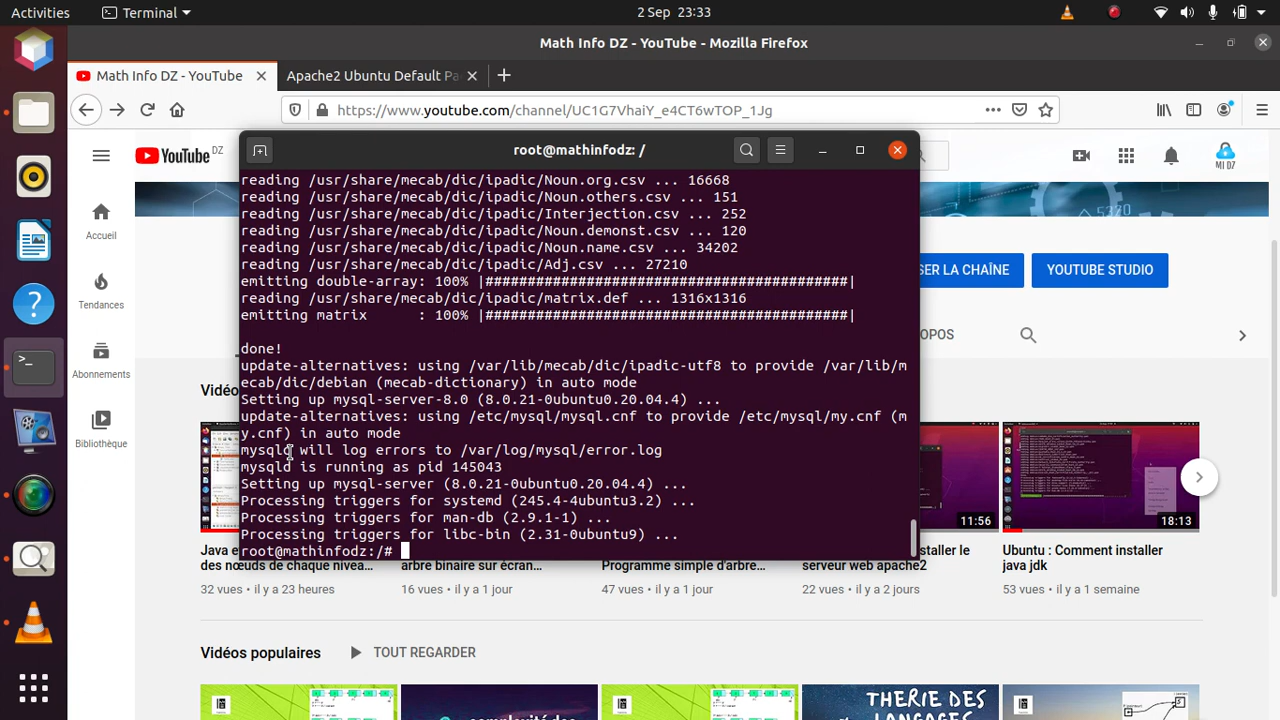 Activities
Terminal
2 Sep 23:33
Math Info DZ - YouTube - Mozilla Firefox
Math Info DZ - YouTube
Apache2 Ubuntu Default Pa
https://www.youtube.com/channel/UC1G7VhaiY_e4CT6wTOP_1Jg
root@mathinfodz: /
YouTube DZ
MI DZ
reading /usr/share/mecab/dic/ipadic/Noun.org.csv ... 16668
reading /usr/share/mecab/dic/ipadic/Noun.others.csv ... 151
reading /usr/share/mecab/dic/ipadic/Interjection.csv ... 252
reading /usr/share/mecab/dic/ipadic/Noun.demonst.csv ... 120
reading /usr/share/mecab/dic/ipadic/Noun.name.csv ... 34202
reading /usr/share/mecab/dic/ipadic/Adj.csv ... 27210
emitting double-array: 100% |###########################################|
reading /usr/share/mecab/dic/ipadic/matrix.def ... 1316x1316
emitting matrix      : 100% |###########################################|
done!
update-alternatives: using /var/lib/mecab/dic/ipadic-utf8 to provide /var/lib/m
ecab/dic/debian (mecab-dictionary) in auto mode
Setting up mysql-server-8.0 (8.0.21-0ubuntu0.20.04.4) ...
update-alternatives: using /etc/mysql/mysql.cnf to provide /etc/mysql/my.cnf (m
y.cnf) in auto mode
mysqld will log errors to /var/log/mysql/error.log
mysqld is running as pid 145043
Setting up mysql-server (8.0.21-0ubuntu0.20.04.4) ...
Processing triggers for systemd (245.4-4ubuntu3.2) ...
Processing triggers for man-db (2.9.1-1) ...
Processing triggers for libc-bin (2.31-0ubuntu9) ...
root@mathinfodz:/#
Accueil
Tendances
Abonnements
Bibliothèque
SER LA CHAÎNE
YOUTUBE STUDIO
OPOS
Vidéo
11:56
18:13
Java e
des nœuds de chaque nivea...
32 vues • il y a 23 heures
arbre binaire sur écran...
16 vues • il y a 1 jour
Programme simple d'arbre...
47 vues • il y a 1 jour
installer le
serveur web apache2
22 vues • il y a 2 jours
Ubuntu : Comment installer
java jdk
53 vues • il y a 1 semaine
Vidéos populaires
TOUT REGARDER
THERIE DES